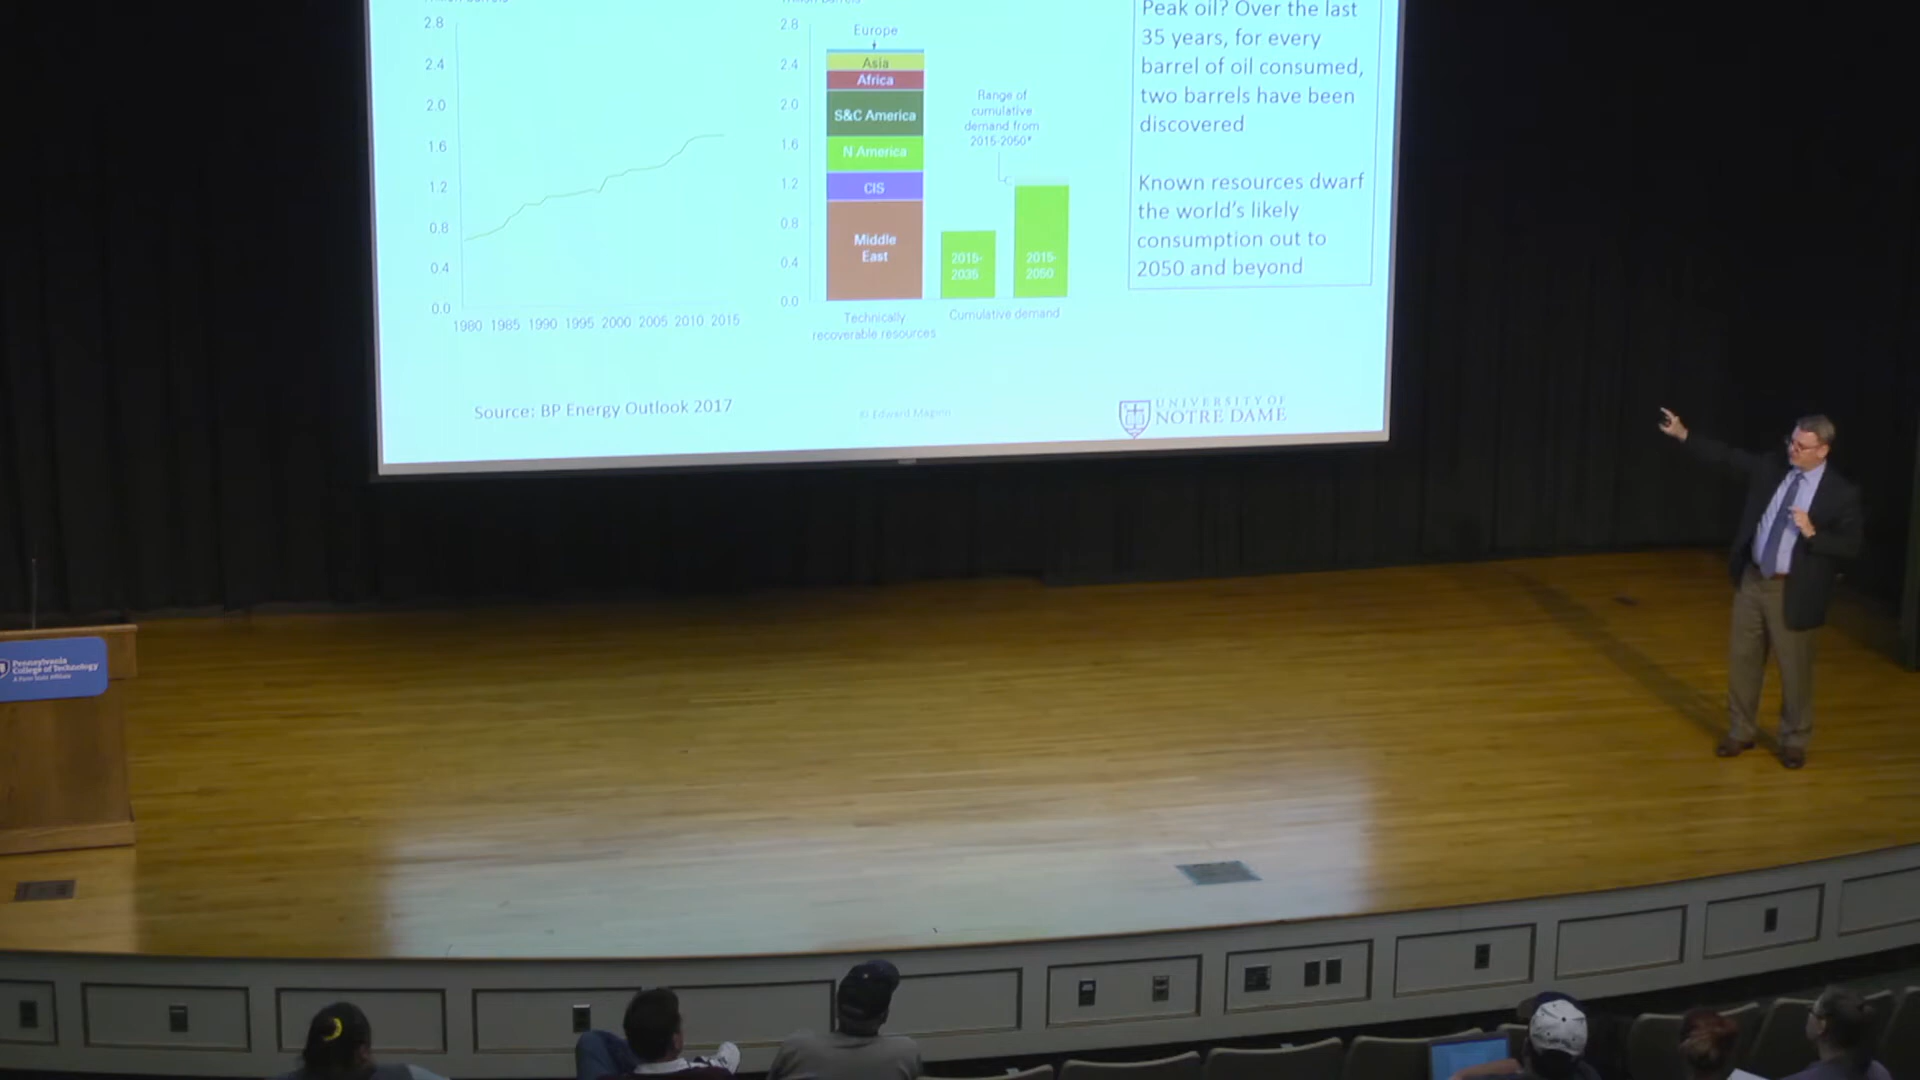 2.8
2.4
2.0
1.6
1.2
0.8
0.4
0.0
1980 1985 1990 1995 2000 2005 2010 2015
2.8
2.4
2.0
1.6
1.2
0.8
0.4
0.0
Europe
Asia
Africa
S&C America
N America
CIS
Middle
East
Technically
recoverable resources
Range of
cumulative
demand from
2015-2050*
2015-
2035
2015-
2050
Cumulative demand
Peak oil? Over the last
35 years, for every
barrel of oil consumed,
two barrels have been
discovered
Known resources dwarf
the world's likely
consumption out to
2050 and beyond
Source: BP Energy Outlook 2017
© Edward Maginn
UNIVERSITY OF
NOTRE DAME
Pennsylvania
College of Technology
A Penn State Affiliate